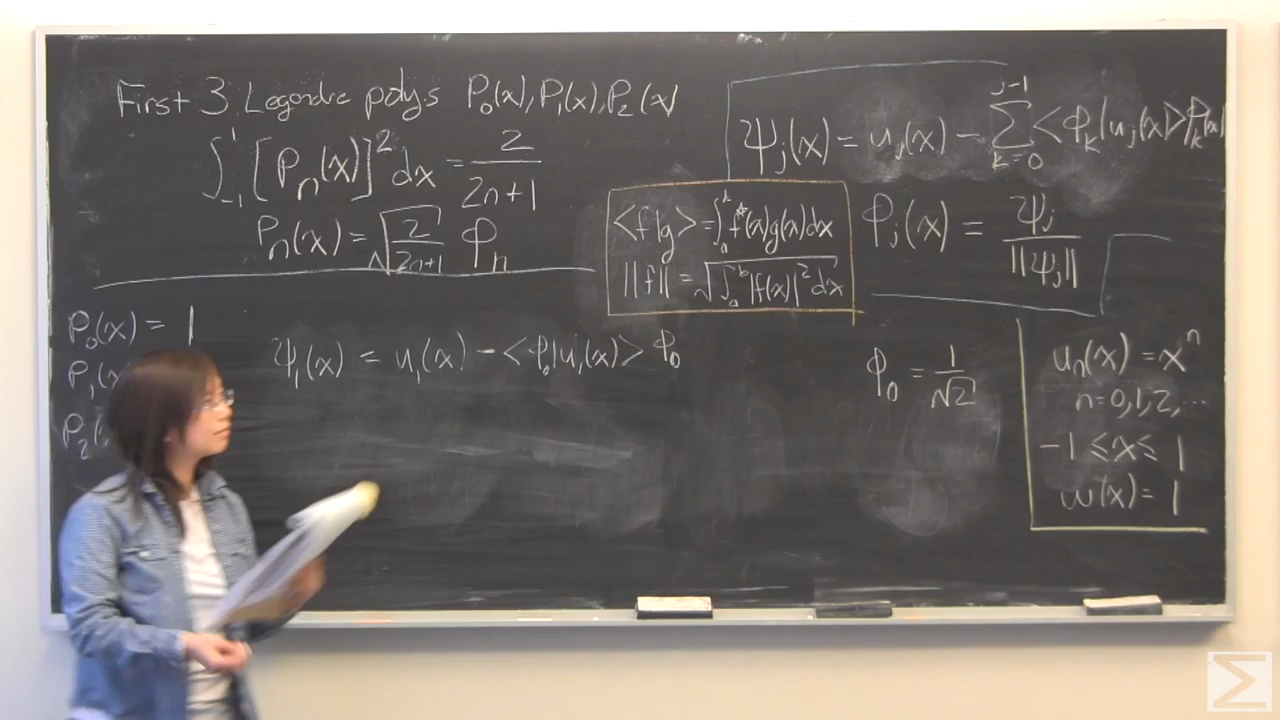 First 3 Legendre polys P₀(x), P₁(x), P₂(x)
∫₋₁¹ [Pₙ(x)]² dx = 2/(2n+1)
Pₙ(x) = √(2/(2n+1)) φₙ
ψⱼ(x) = uⱼ(x) - ∑ₖ₌₀ʲ⁻¹ <φₖ|uⱼ(x)> φₖ(x)
<f|g> = ∫ₐᵇ f*(x)g(x)dx
||f|| = √(∫ₐᵇ |f(x)|² dx)
φⱼ(x) = ψⱼ/||ψⱼ||
P₀(x) = 1
P₁(x
P₂(
ψ₁(x) = u₁(x) - <φ₀|u₁(x)> φ₀
φ₀ = 1/√2
uₙ(x) = xⁿ
n=0,1,2,...
-1 ≤ x ≤ 1
w(x) = 1
Σ